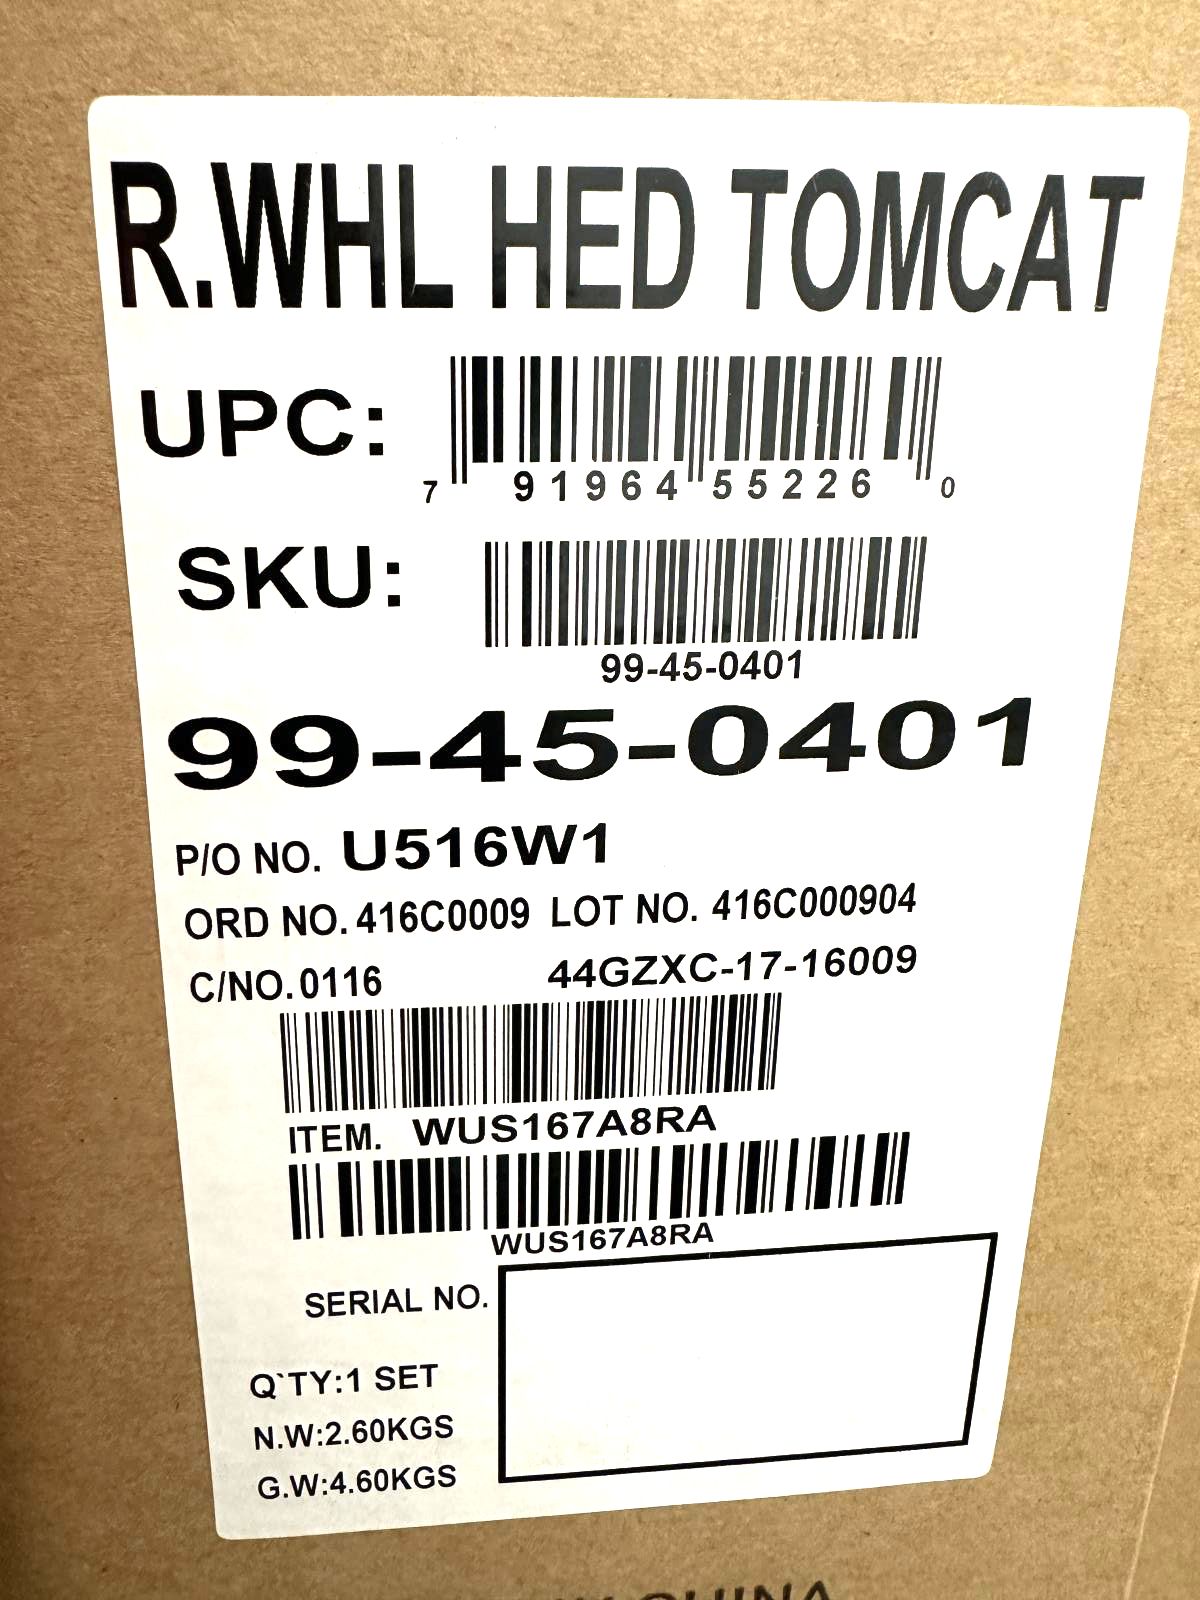 R.WHL HED TOMCAT
UPC:
7 91964 55226 0
SKU:
99-45-0401
99-45-0401
P/O NO. U516W1
ORD NO. 416C0009 LOT NO. 416C000904
C/NO. 0116 44GZXC-17-16009
ITEM. WUS167A8RA
WUS167A8RA
SERIAL NO.
Q`TY:1 SET
N.W:2.60KGS
G.W:4.60KGS
CHINA